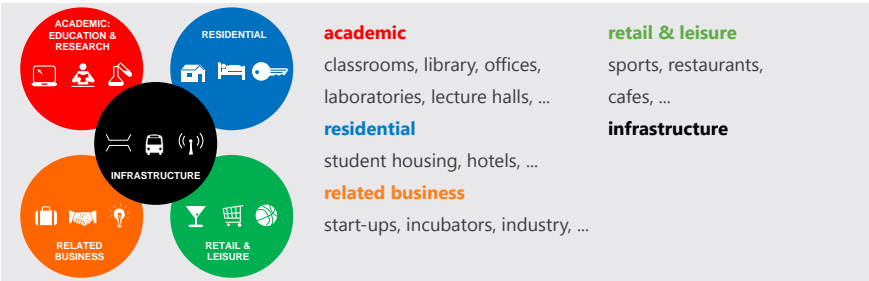 ACADEMIC:
EDUCATION &
RESEARCH
RESIDENTIAL
INFRASTRUCTURE
RELATED
BUSINESS
RETAIL &
LEISURE
academic
classrooms, library, offices,
laboratories, lecture halls, ...
residential
student housing, hotels, ...
related business
start-ups, incubators, industry, ...
retail & leisure
sports, restaurants,
cafes, ...
infrastructure